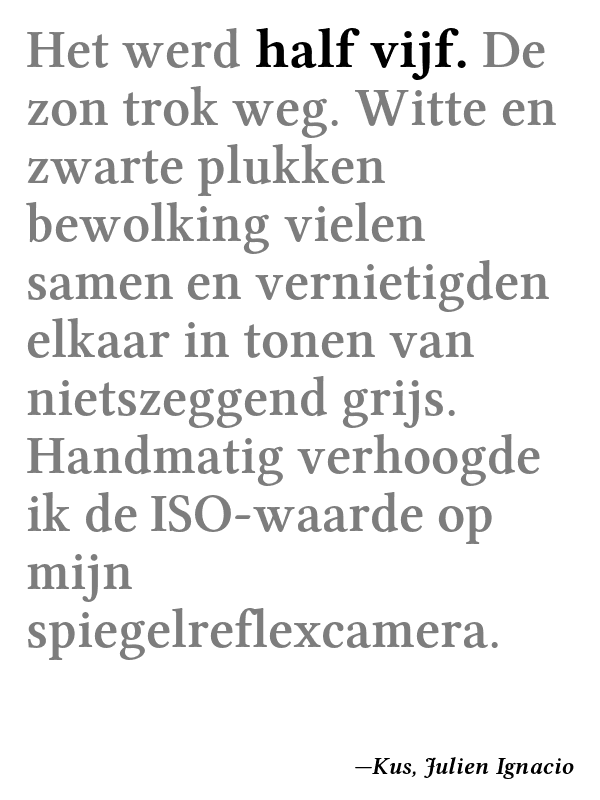 Het werd half vijf. De
zon trok weg. Witte en
zwarte plukken
bewolking vielen
samen en vernietigden
elkaar in tonen van
nietszeggend grijs.
Handmatig verhoogde
ik de ISO-waarde op
mijn
spiegelreflexcamera.
—Kus, Julien Ignacio